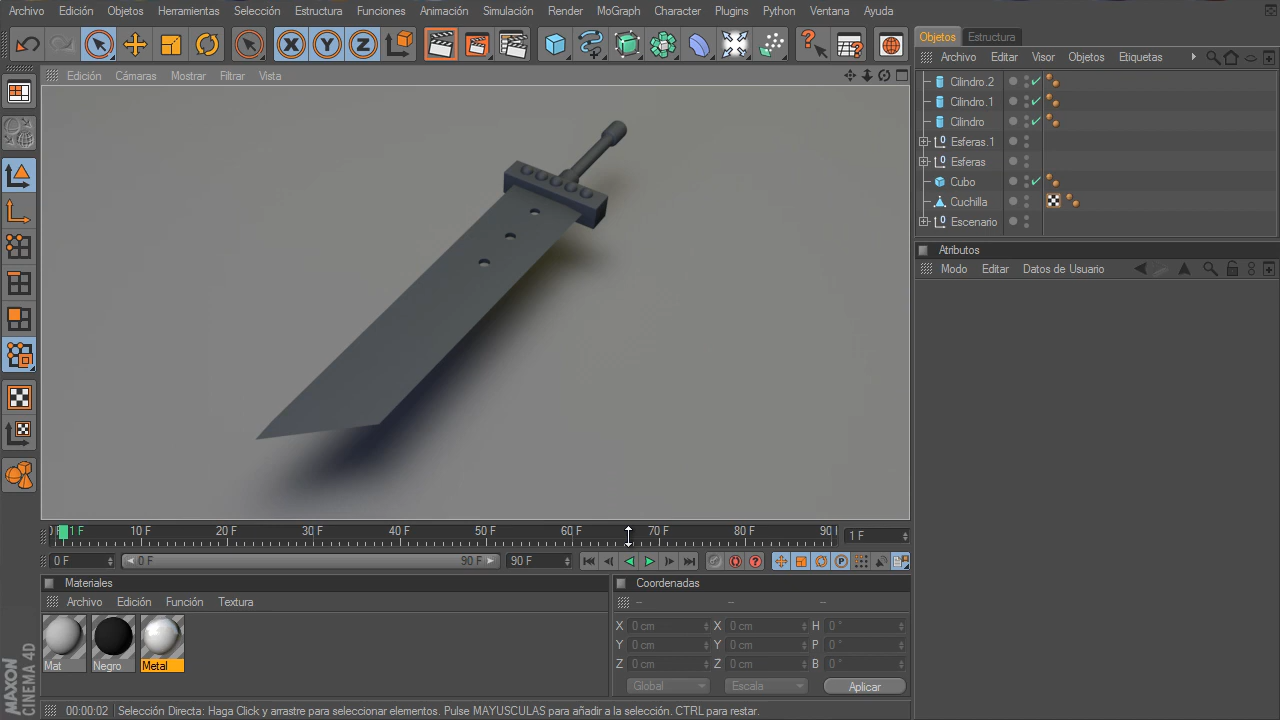 Archivo Edición Objetos Herramientas Selección Estructura Funciones Animación Simulación Render MoGraph Character Plugins Python Ventana Ayuda
X Y Z
Objetos Estructura
Archivo Editar Visor Objetos Etiquetas
Edición Cámaras Mostrar Filtrar Vista
Cilindro.2
Cilindro.1
Cilindro
Esferas.1
Esferas
Cubo
Cuchilla
Escenario
Atributos
Modo Editar Datos de Usuario
1 F 10 F 20 F 30 F 40 F 50 F 60 F 70 F 80 F 90 1 F
0 F 0 F 90 F 90 F
Materiales
Archivo Edición Función Textura
Mat Negro Metal
Coordenadas
-- -- --
X 0 cm X 0 cm H 0 °
Y 0 cm Y 0 cm P 0 °
Z 0 cm Z 0 cm B 0 °
Global Escala Aplicar
MAXON
CINEMA 4D
00:00:02 Selección Directa: Haga Click y arrastre para seleccionar elementos. Pulse MAYUSCULAS para añadir a la selección. CTRL para restar.